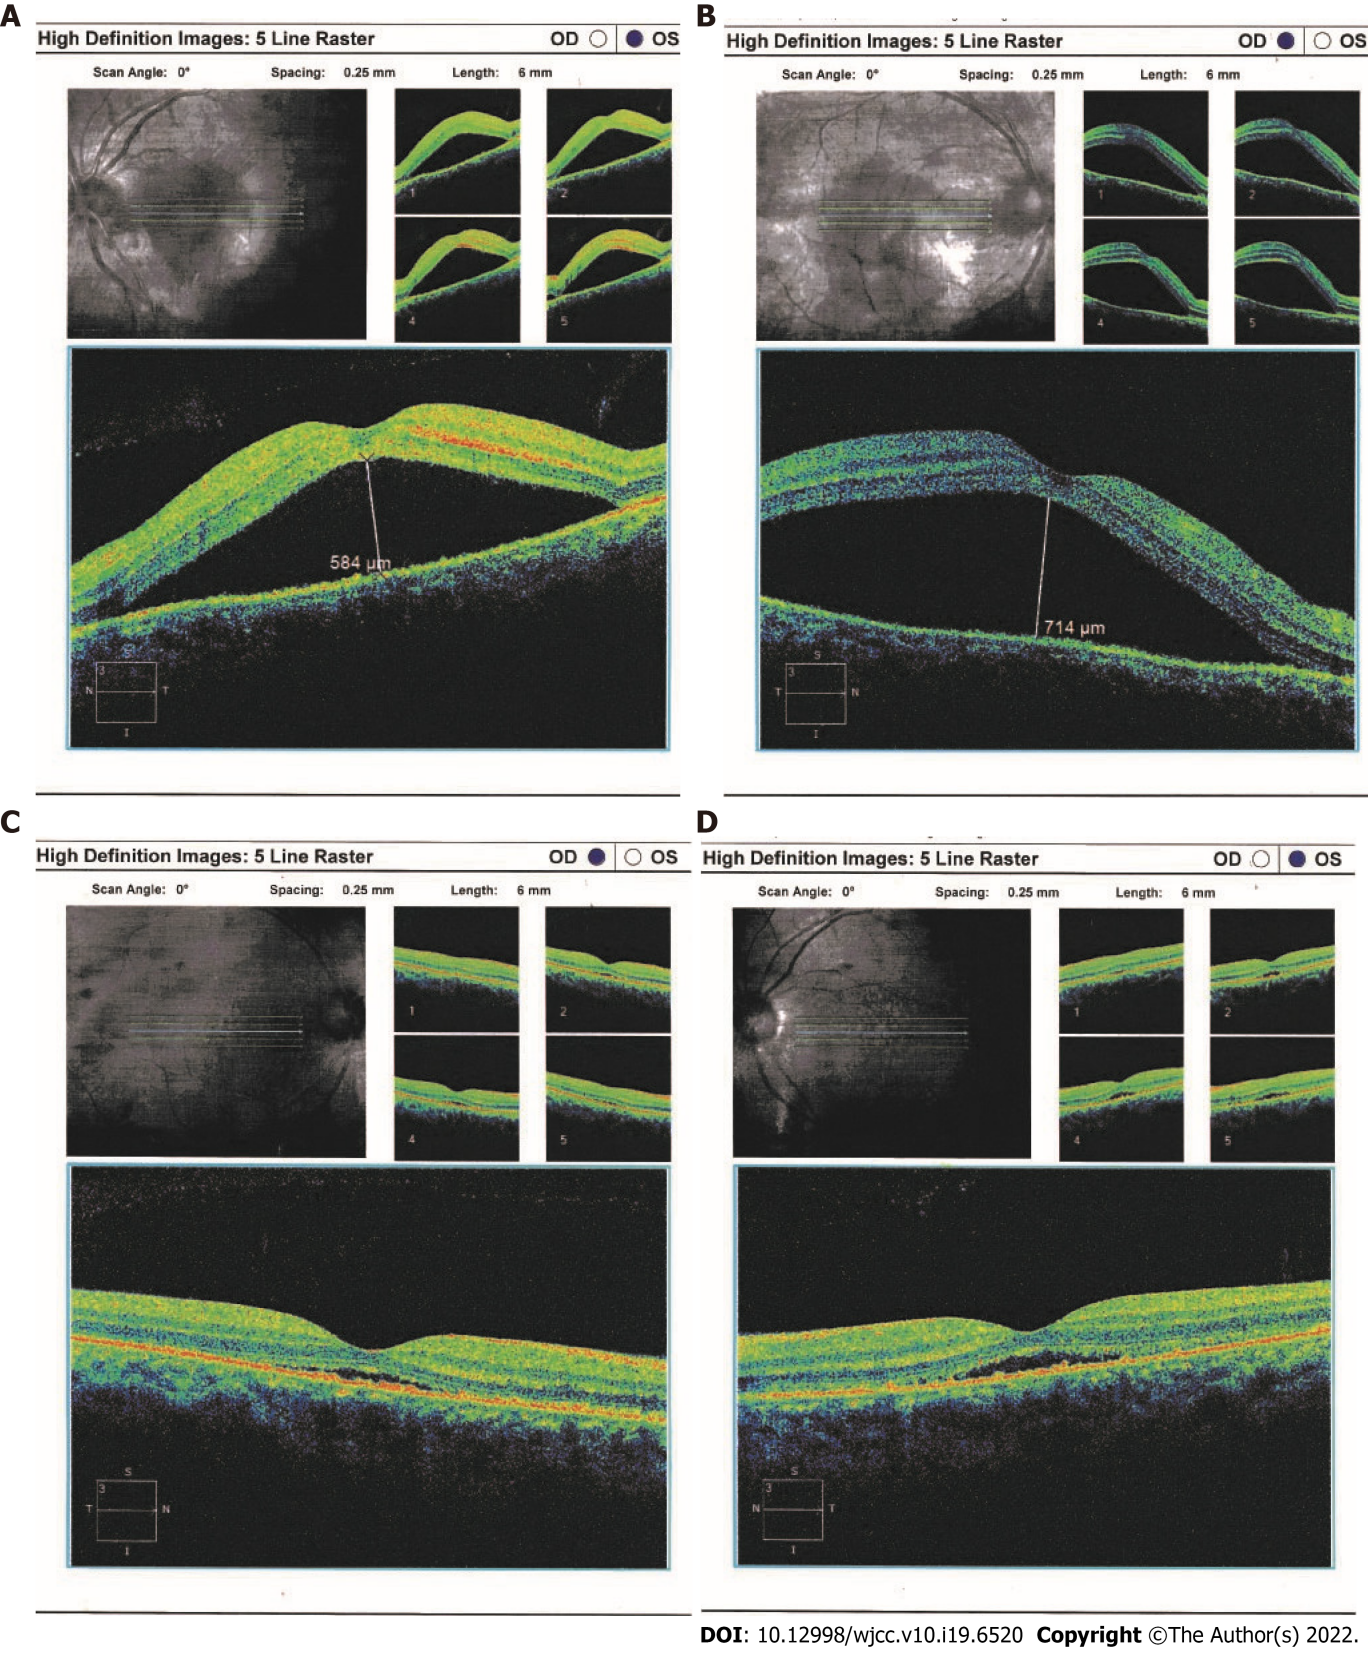 A
High Definition Images: 5 Line Raster OD OS
Scan Angle: 0° Spacing: 0.25 mm Length: 6 mm
1
2
4
5
584 µm
3
S
N T
I
B
High Definition Images: 5 Line Raster OD OS
Scan Angle: 0° Spacing: 0.25 mm Length: 6 mm
1
2
4
5
714 µm
S
3
T N
I
C
High Definition Images: 5 Line Raster OD OS
Scan Angle: 0° Spacing: 0.25 mm Length: 6 mm
1
2
4
5
S
3
T N
I
D
High Definition Images: 5 Line Raster OD OS
Scan Angle: 0° Spacing: 0.25 mm Length: 6 mm
1
2
4
5
S
3
N T
I
DOI: 10.12998/wjcc.v10.i19.6520 Copyright ©The Author(s) 2022.